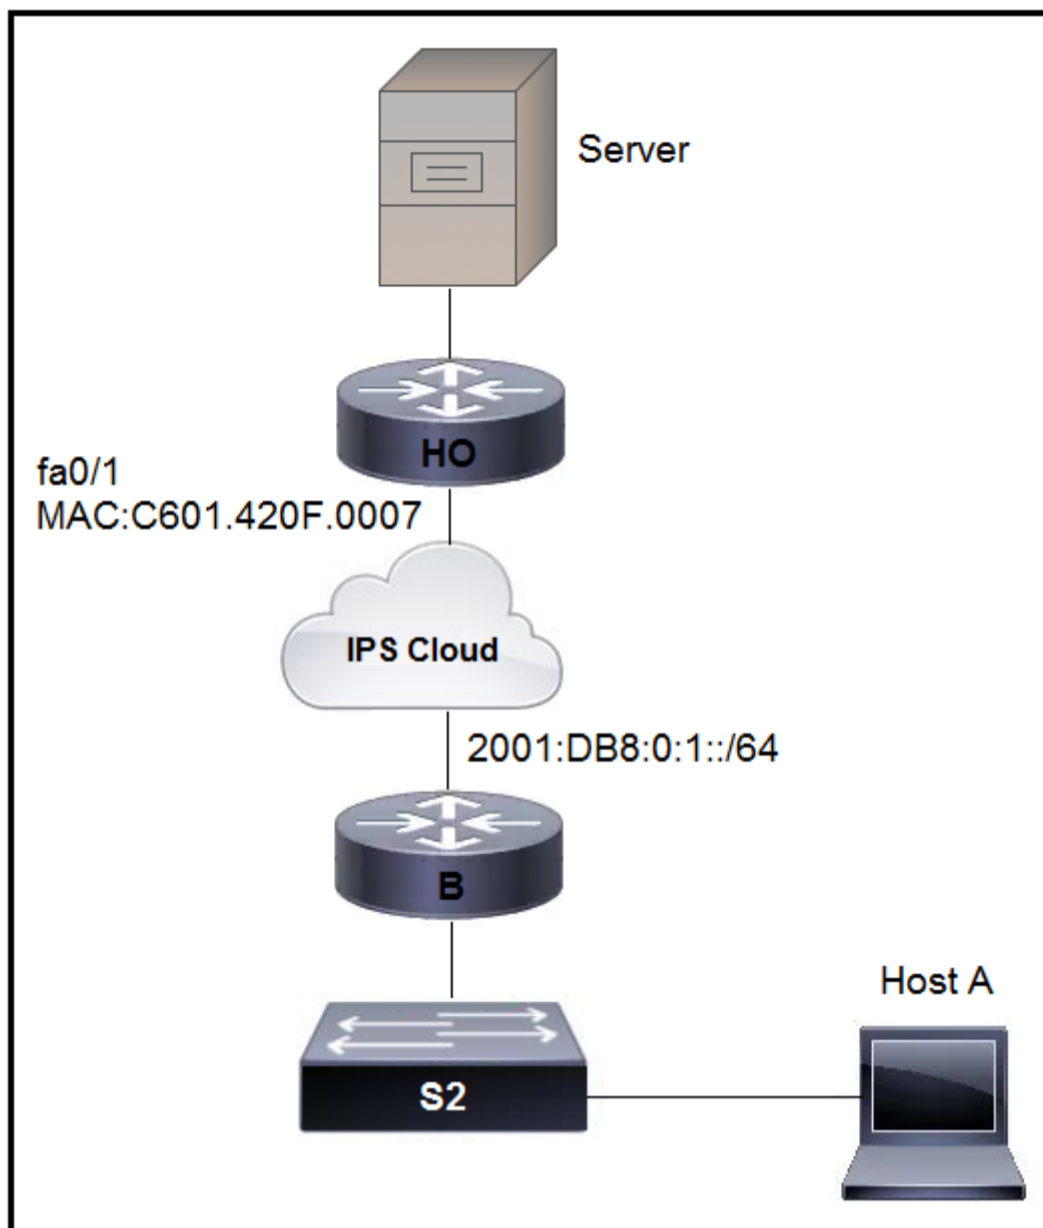 Server
HO
fa0/1
MAC:C601.420F.0007
IPS Cloud
2001:DB8:0:1::/64
B
Host A
S2